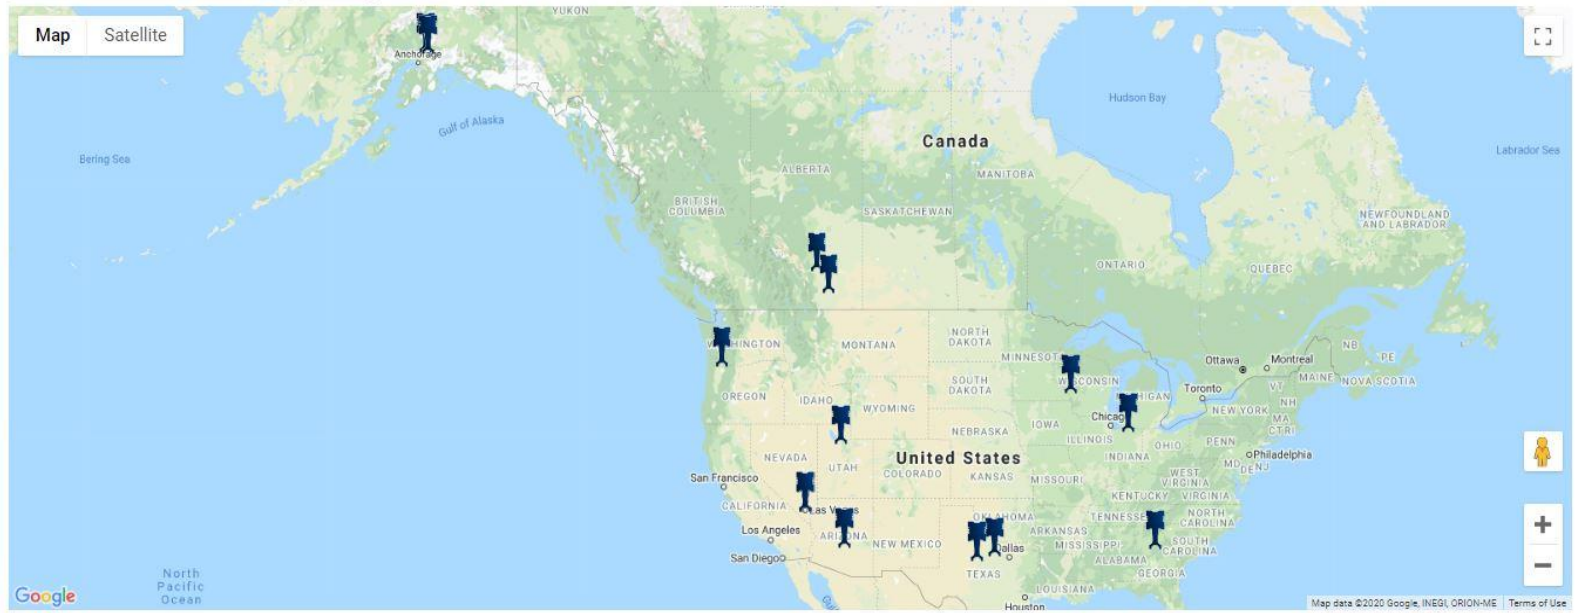 Map Satellite
YUKON
Anchorage
Hudson Bay
Gulf of Alaska
Canada
Bering Sea
Labrador Sea
ALBERTA
MANITOBA
BRITISH
COLUMBIA
SASKATCHEWAN
NEWFOUNDLAND
AND LABRADOR
ONTARIO
QUEBEC
NORTH
DAKOTA
MONTANA
NB
PE
Ottawa
Montreal
MAINE
NOVA SCOTIA
SOUTH
DAKOTA
Toronto
VT
NH
OREGON
IDAHO
WYOMING
NEW YORK
MA
CT RI
IOWA
NEBRASKA
ILLINOIS
OHIO
PENN
NEVADA
United States
INDIANA
Philadelphia
MD
DE NJ
UTAH
COLORADO
KANSAS
MISSOURI
WEST
VIRGINIA
San Francisco
KENTUCKY
VIRGINIA
CALIFORNIA
NORTH
CAROLINA
Los Angeles
NEW MEXICO
ARKANSAS
MISSISSIPPI
SOUTH
CAROLINA
San Diego
ALABAMA
TEXAS
GEORGIA
North
Pacific
Ocean
LOUISIANA
Houston
Google
Map data ©2020 Google, INEGI, ORION-ME Terms of Use